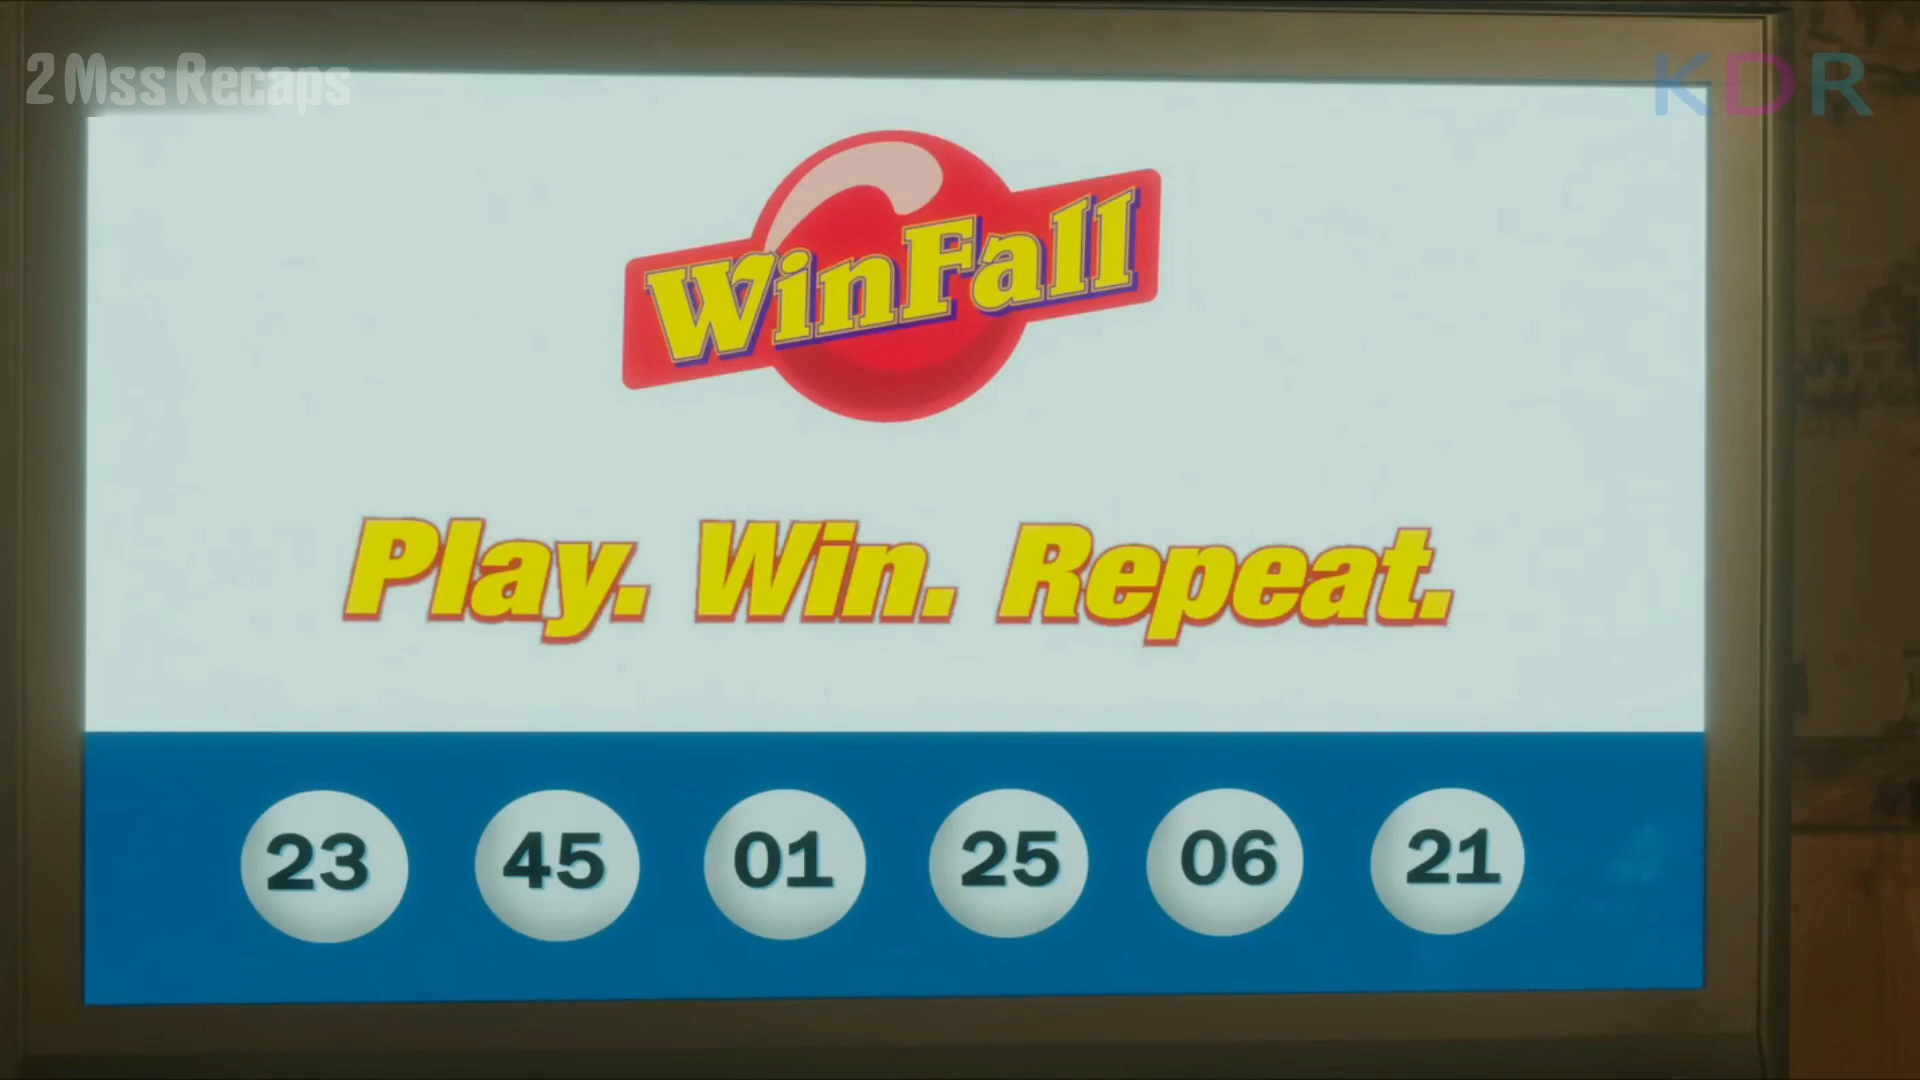 2 Mss Recaps
KDR
WinFall
Play. Win. Repeat.
23 45 01 25 06 21